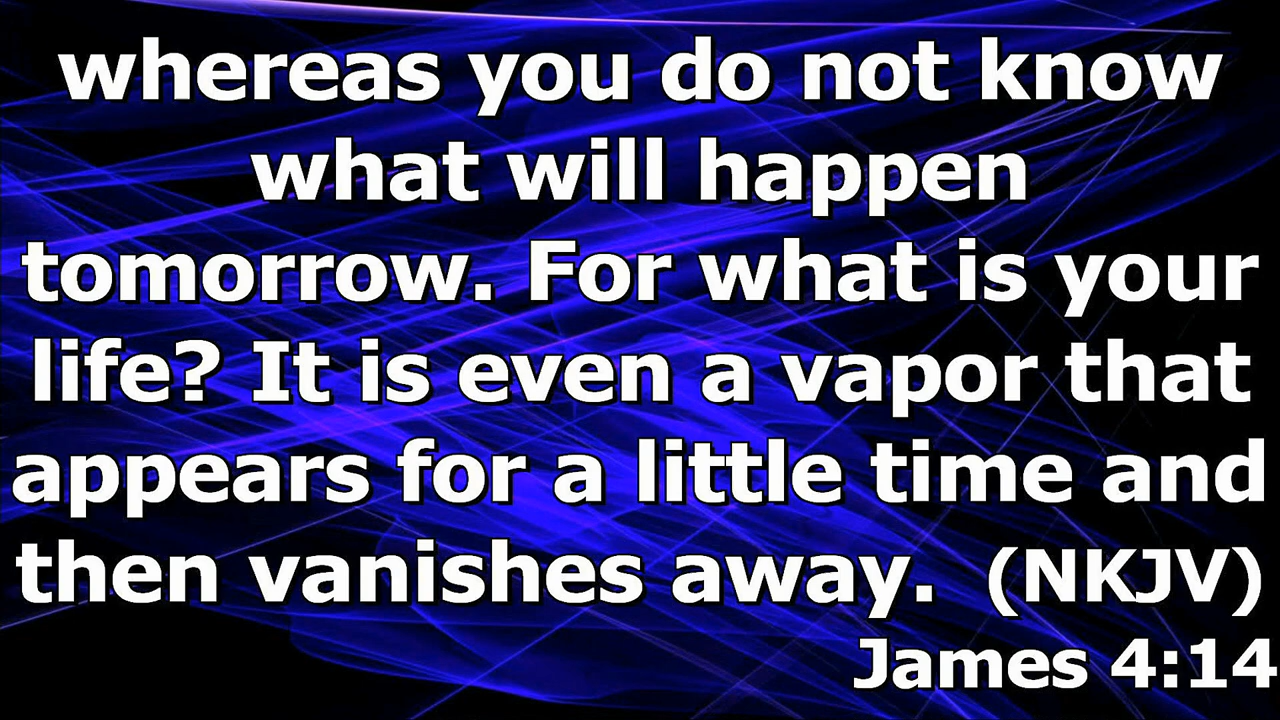 whereas you do not know
what will happen
tomorrow. For what is your
life? It is even a vapor that
appears for a little time and
then vanishes away.  (NKJV)
James 4:14